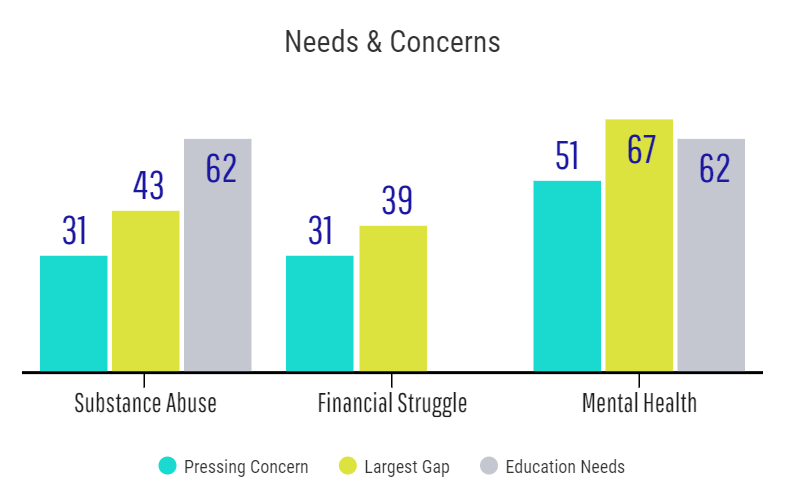 Needs & Concerns
31
43
62
31
39
51
67
62
Substance Abuse
Financial Struggle
Mental Health
Pressing Concern
Largest Gap
Education Needs